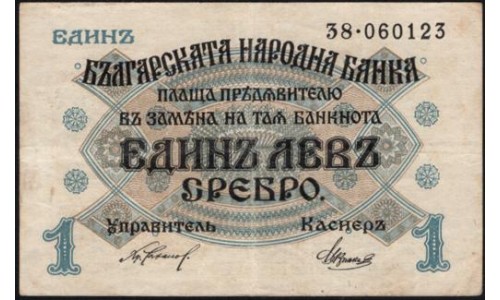 ЕДИНЪ 38·060123
БЪЛГАРСКАТА НАРОДНА БАНКА
ПЛАЩА ПРѢДЯВИТЕЛЮ
ВЪ ЗАМѢНА НА ТАЯ БАНКНОТА
ЕДИНЪ ЛЕВЪ
СРЕБРО.
Управитель Касиеръ
1 1